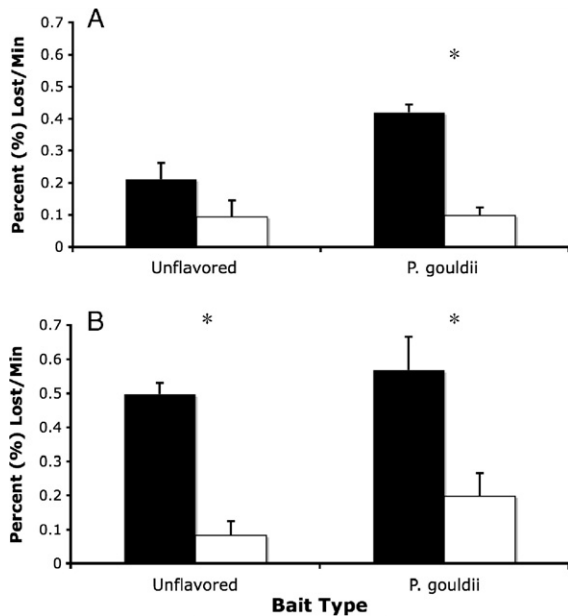 A
Percent (%) Lost/Min
0.7
0.6
0.5
0.4
0.3
0.2
0.1
0
*
Unflavored P. gouldii
B
Percent (%) Lost/Min
0.7
0.6
0.5
0.4
0.3
0.2
0.1
0
* *
Unflavored P. gouldii
Bait Type